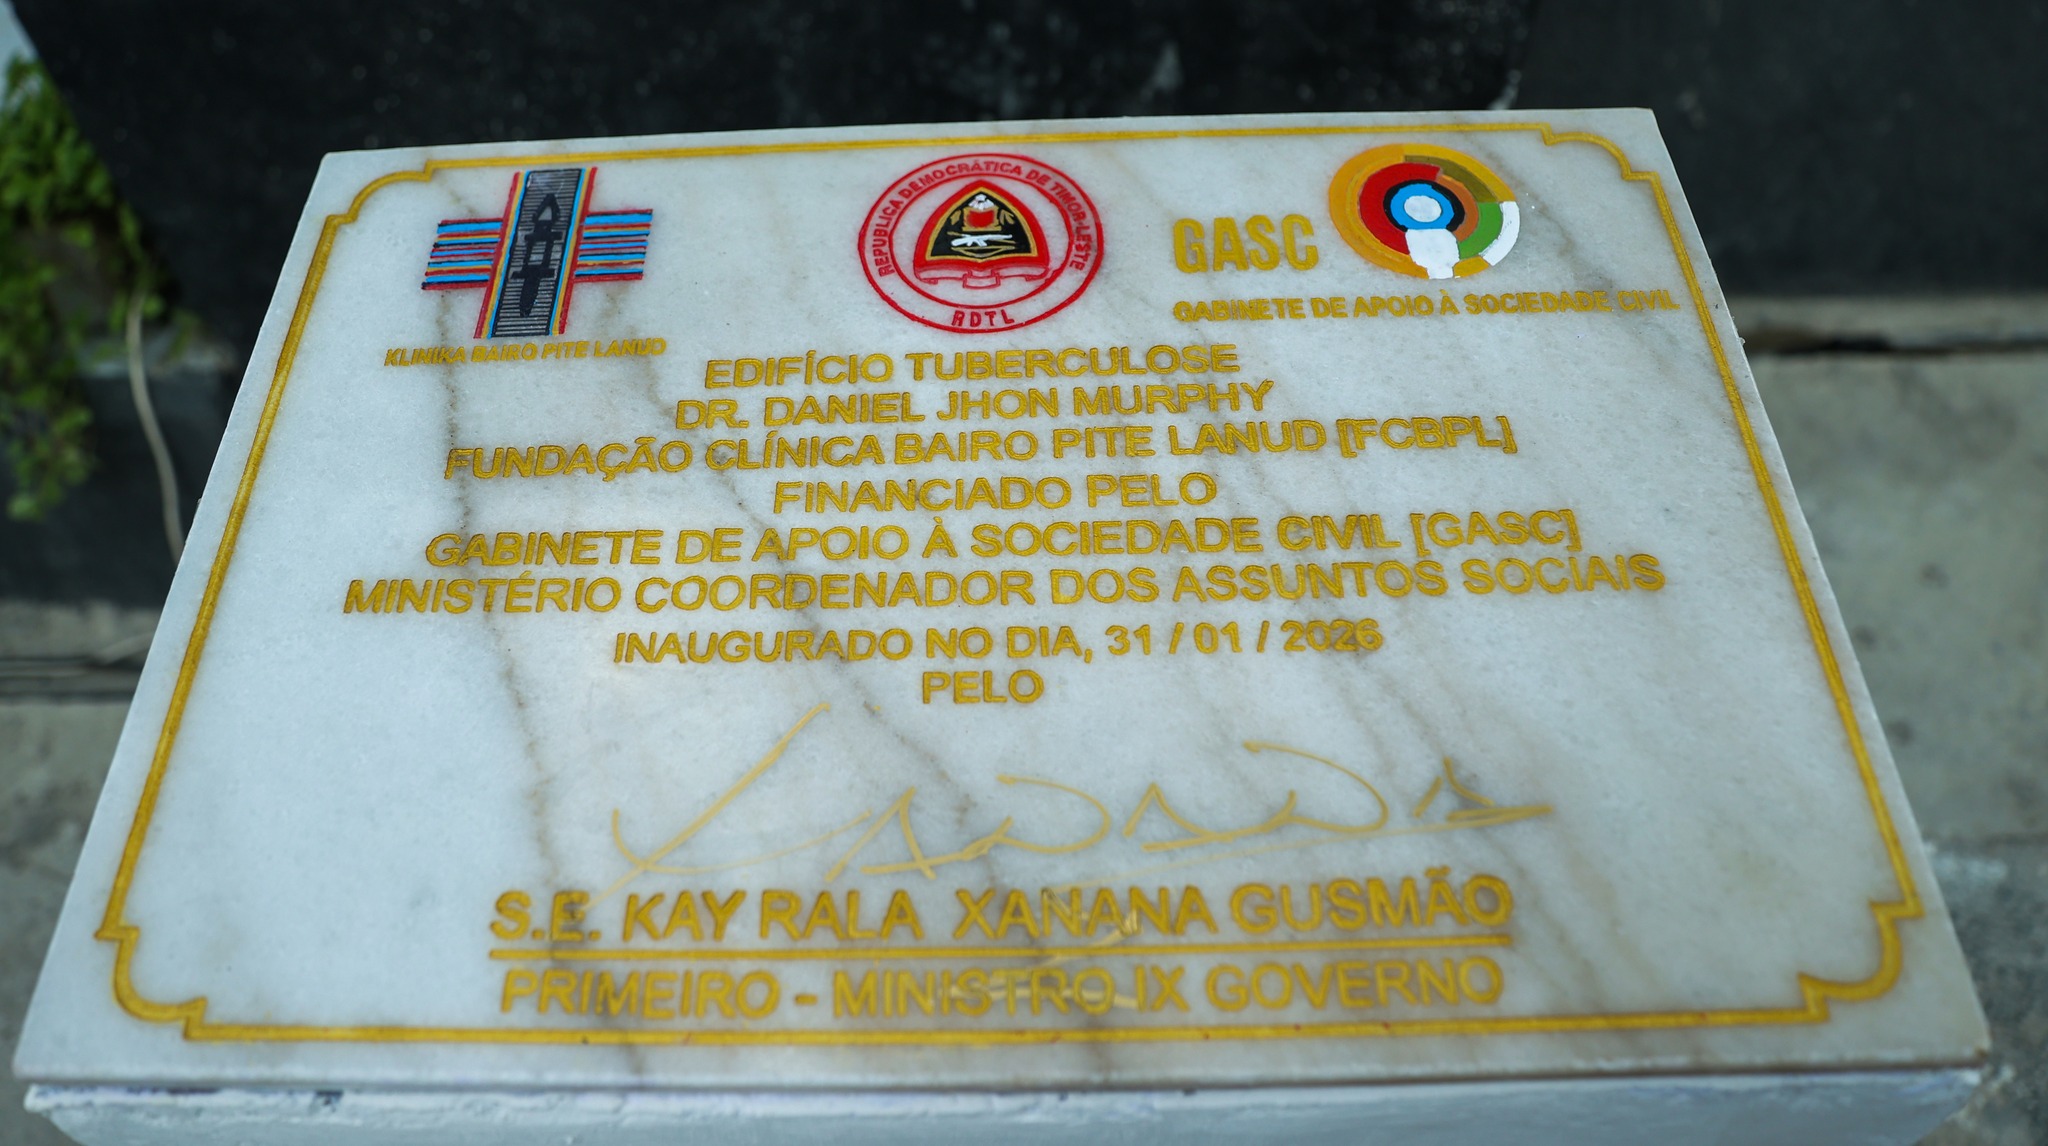 KLINIKA BAIRO PITE LANUD
REPUBLICA DEMOCRÁTICA DE TIMOR-LESTE
RDTL
GASC
GABINETE DE APOIO À SOCIEDADE CIVIL
EDIFÍCIO TUBERCULOSE
DR. DANIEL JHON MURPHY
FUNDAÇÃO CLÍNICA BAIRO PITE LANUD [FCBPL]
FINANCIADO PELO
GABINETE DE APOIO À SOCIEDADE CIVIL [GASC]
MINISTÉRIO COORDENADOR DOS ASSUNTOS SOCIAIS
INAUGURADO NO DIA, 31 / 01 / 2026
PELO
S.E. KAY RALA XANANA GUSMÃO
PRIMEIRO - MINISTRO IX GOVERNO